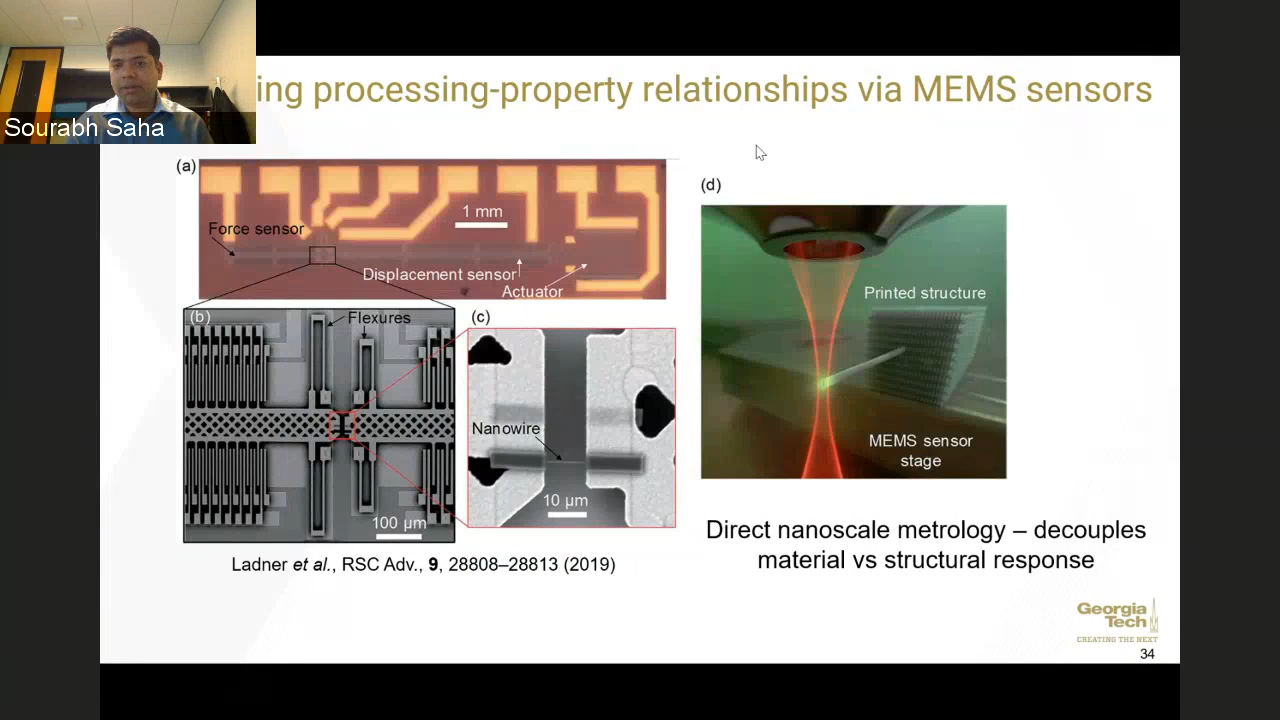 ing processing-property relationships via MEMS sensors
Sourabh Saha
(a)
1 mm
Force sensor
Displacement sensor
Actuator
(b)
Flexures
100 µm
(c)
Nanowire
10 µm
Ladner et al., RSC Adv., 9, 28808–28813 (2019)
(d)
Printed structure
MEMS sensor
stage
Direct nanoscale metrology – decouples
material vs structural response
Georgia
Tech
CREATING THE NEXT
34